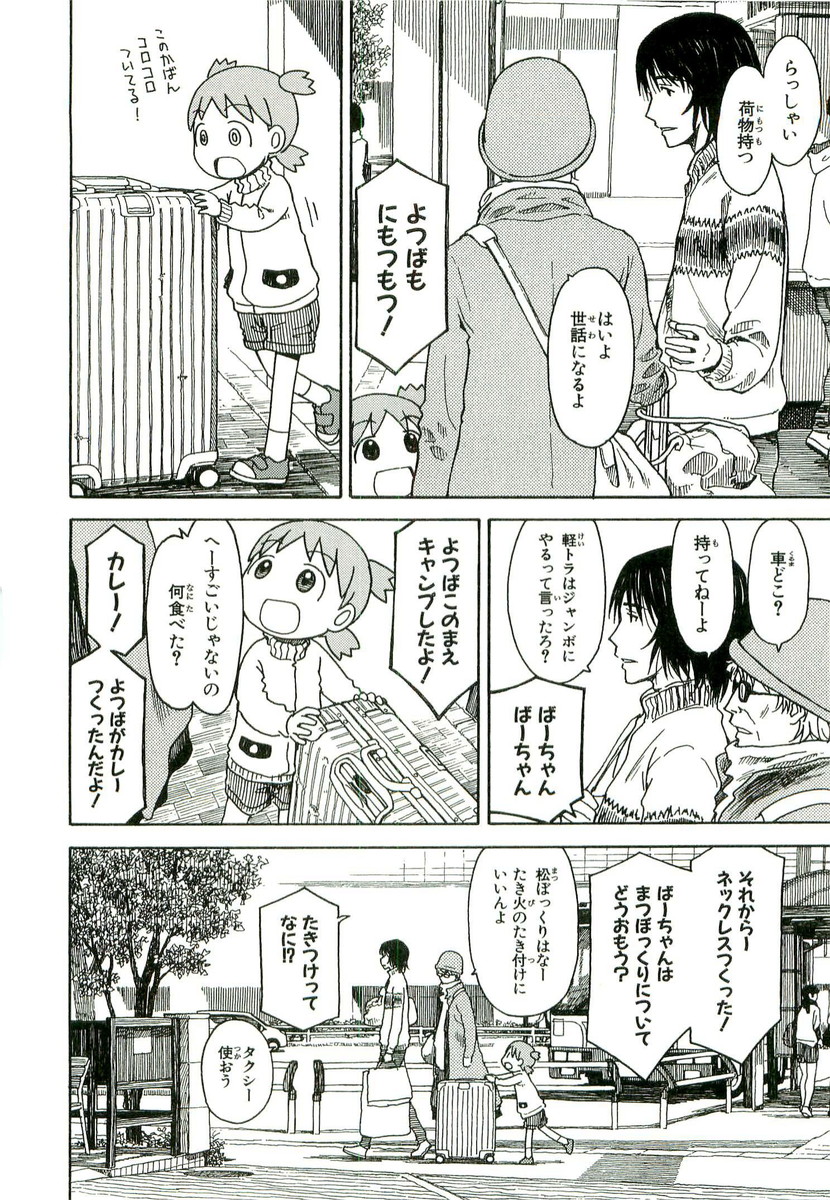 らっしゃい
荷物持つ
はいよ
世話になるよ
よつばも
にもつもつ！
このかばん
コロコロ
ついてる！
車どこ？
持ってねーよ
軽トラはジャンボに
やるって言ったろ？
ばーちゃん
ばーちゃん
よつばこのまえ
キャンプしたよ！
へーすごいじゃないの
何食べた？
カレー！
よつばがカレー
つくったんだよ！
それからー
ネックレスつくった！
ばーちゃんは
まつぼっくりについて
どうおもう？
松ぼっくりはなー
たき火のたき付けに
いいんよ
たきつけって
なに!?
タクシー
使おう